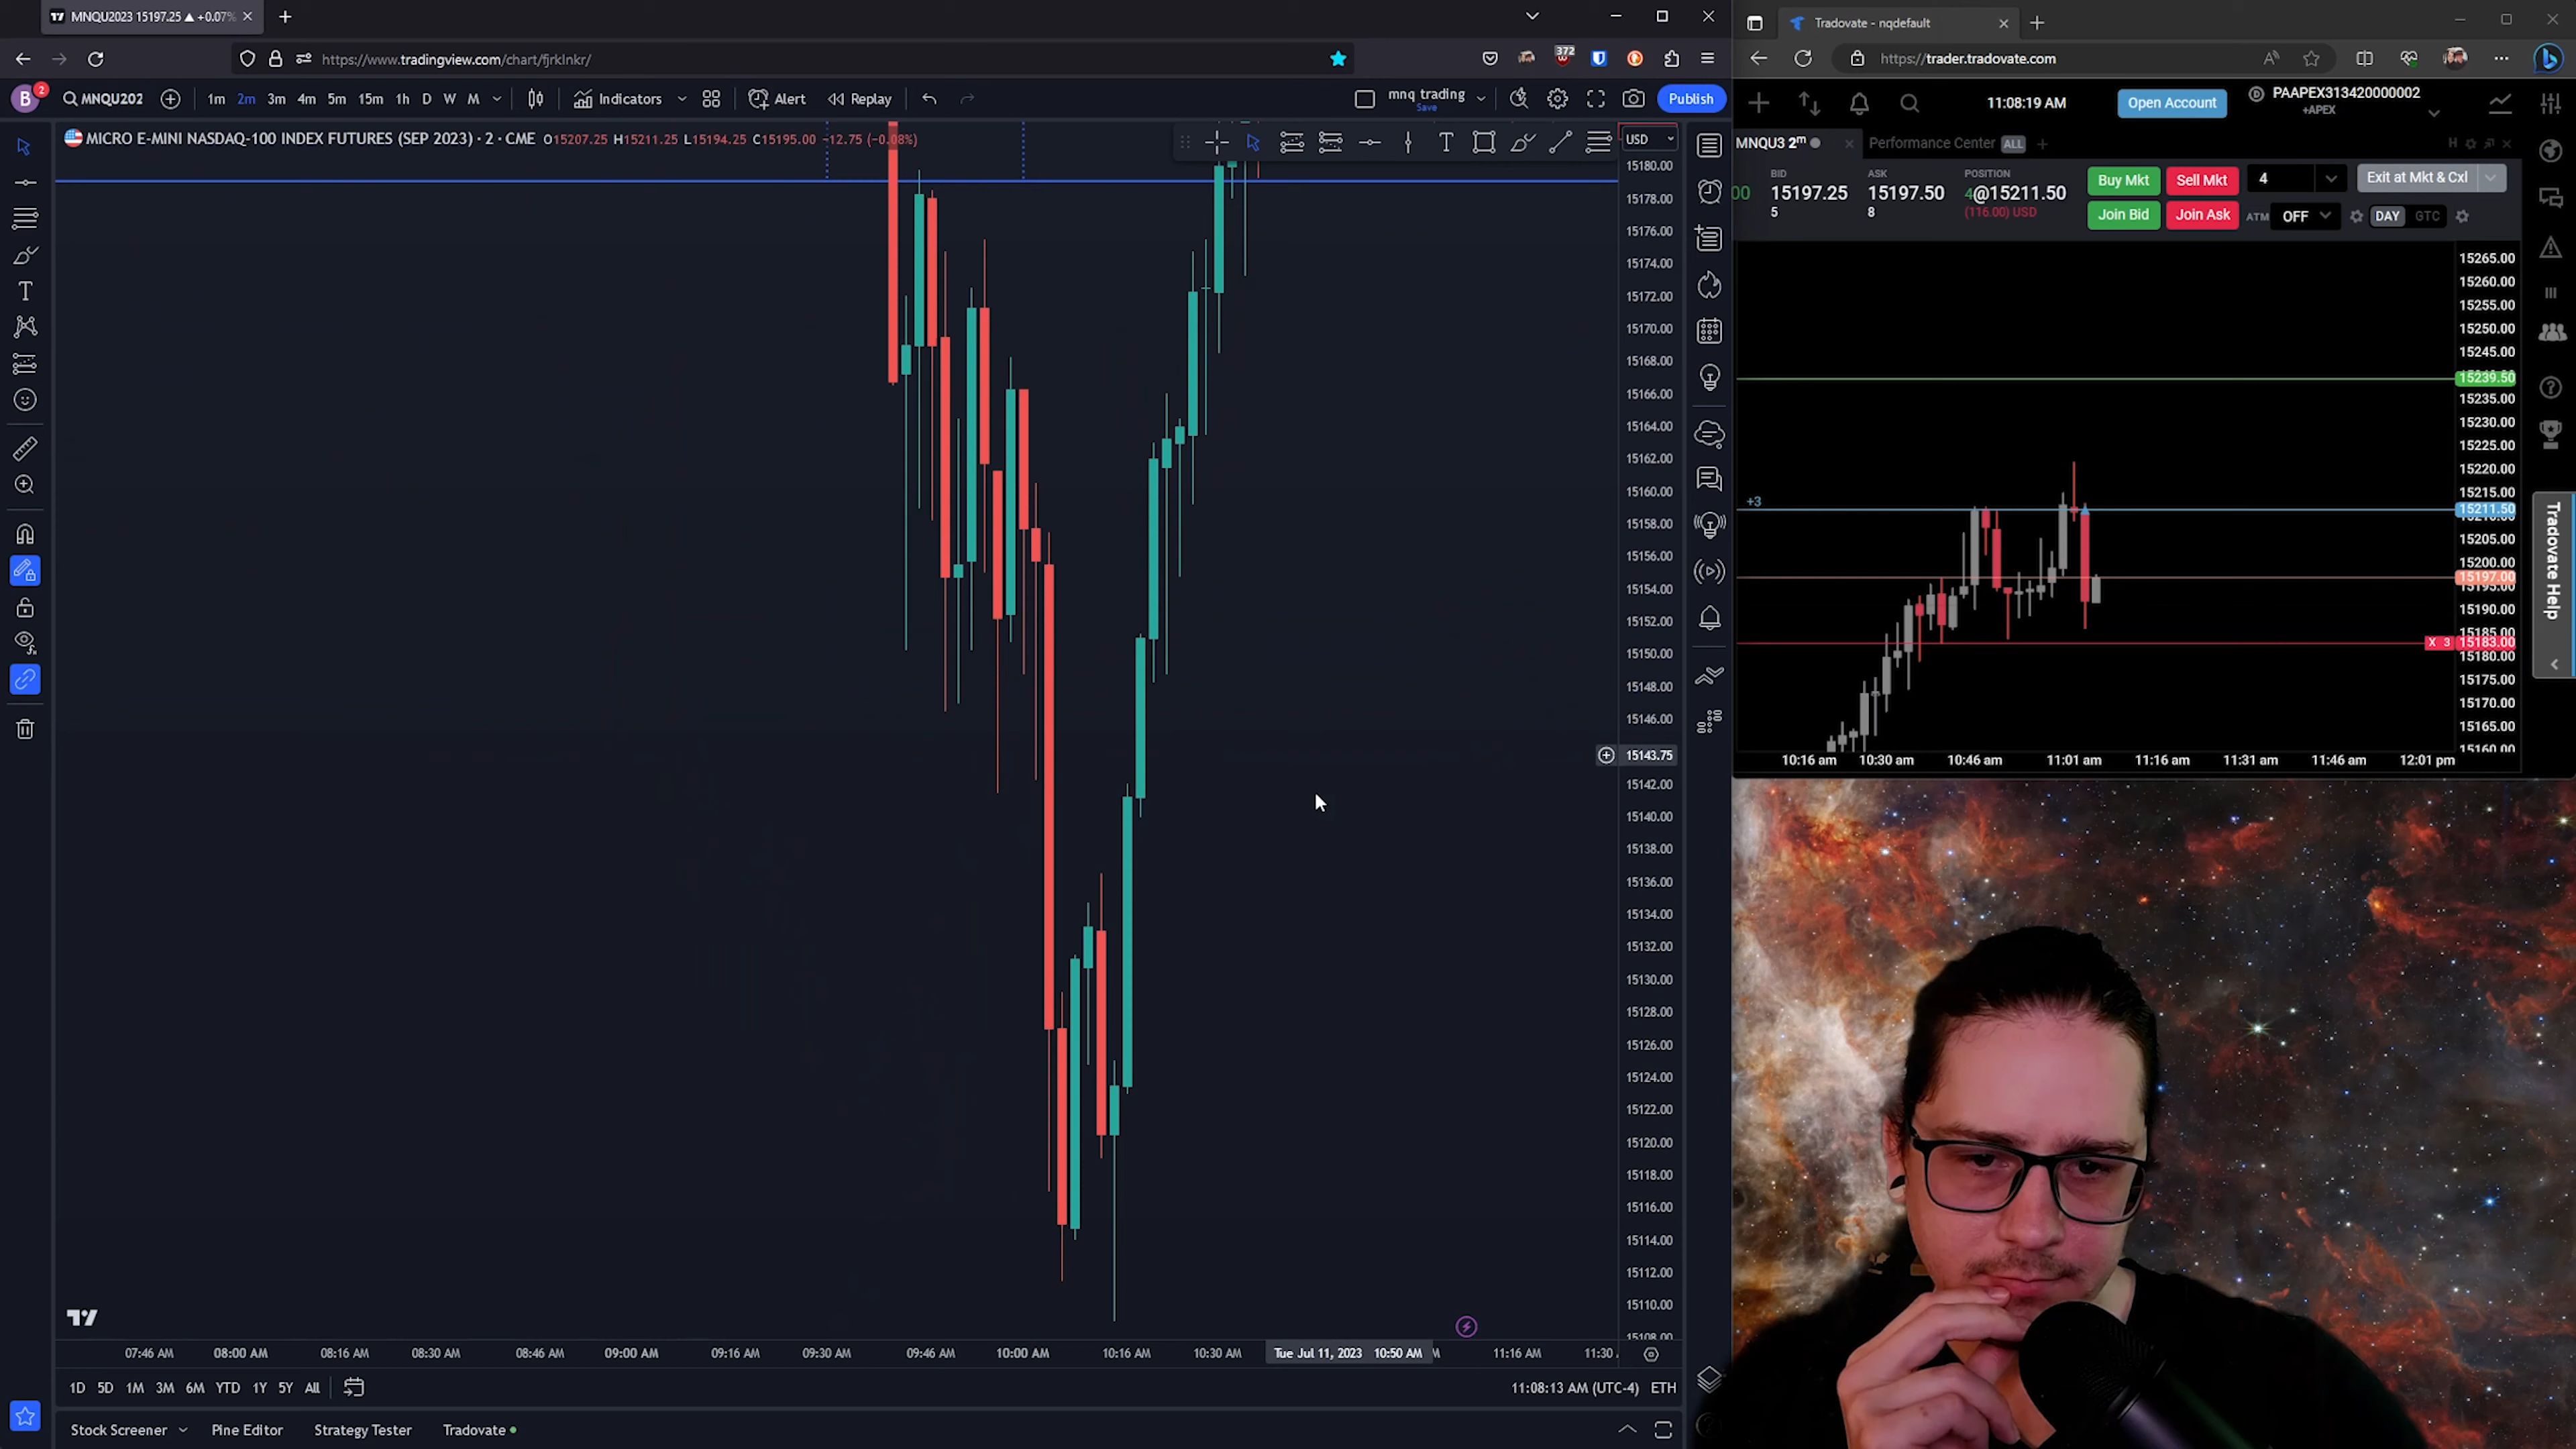 MNQU2023 15197.25 ▲ +0.07%
https://www.tradingview.com/chart/fjrkInkr/
372
B 2 MNQU202 1m 2m 3m 4m 5m 15m 1h D W M Indicators Alert Replay mnq trading Save Publish
MICRO E-MINI NASDAQ-100 INDEX FUTURES (SEP 2023) · 2 · CME O15207.25 H15211.25 L15194.25 C15195.00 −12.75 (−0.08%)
USD
15180.00
15178.00
15176.00
15174.00
15172.00
15170.00
15168.00
15166.00
15164.00
15162.00
15160.00
15158.00
15156.00
15154.00
15152.00
15150.00
15148.00
15146.00
15143.75
15142.00
15140.00
15138.00
15136.00
15134.00
15132.00
15130.00
15128.00
15126.00
15124.00
15122.00
15120.00
15118.00
15116.00
15114.00
15112.00
15110.00
15108.00
07:46 AM 08:00 AM 08:16 AM 08:30 AM 08:46 AM 09:00 AM 09:16 AM 09:30 AM 09:46 AM 10:00 AM 10:16 AM 10:30 AM Tue Jul 11, 2023 10:50 AM 11:16 AM 11:30
1D 5D 1M 3M 6M YTD 1Y 5Y All
11:08:13 AM (UTC-4) ETH
Stock Screener Pine Editor Strategy Tester Tradovate
Tradovate - nqdefault
https://trader.tradovate.com
11:08:19 AM Open Account PAAPEX313420000002
+APEX
MNQU3 2m Performance Center ALL
BID ASK POSITION
00 15197.25 15197.50 4@15211.50
5 8 (116.00) USD
Buy Mkt Sell Mkt 4 Exit at Mkt & Cxl
Join Bid Join Ask ATM OFF DAY GTC
15265.00
15260.00
15255.00
15250.00
15245.00
15239.50
15235.00
15230.00
15225.00
15220.00
15215.00
+3
15211.50
15205.00
15200.00
15197.00
15195.00
15190.00
15185.00
X 3 15183.00
15180.00
15175.00
15170.00
15165.00
15160.00
10:16 am 10:30 am 10:46 am 11:01 am 11:16 am 11:31 am 11:46 am 12:01 pm
Tradovate Help